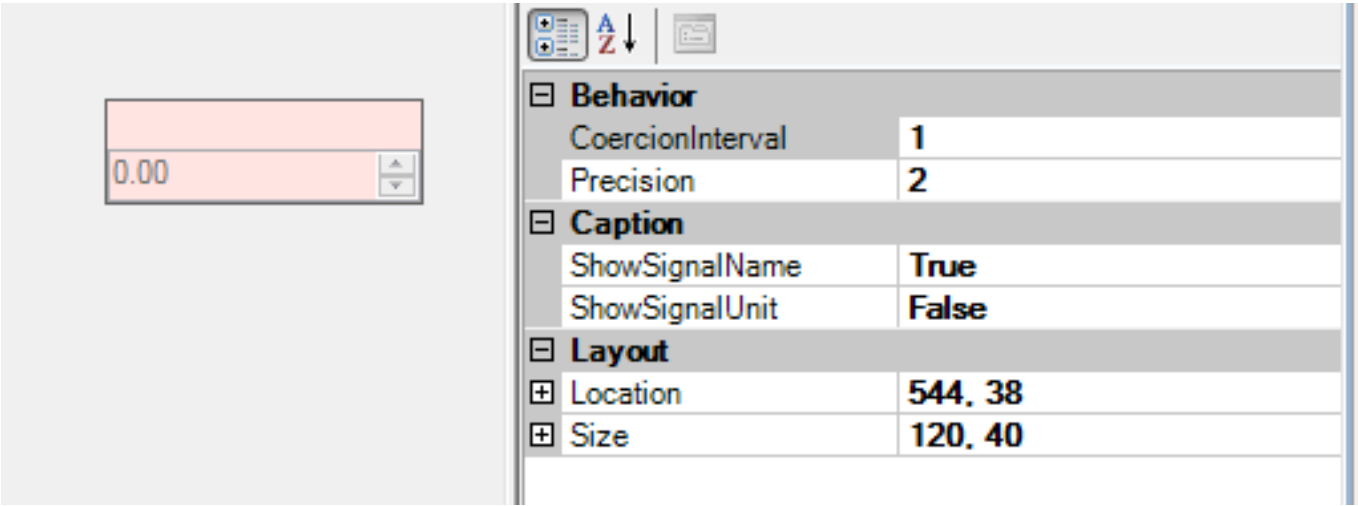 A
Z
0.00
Behavior
CoercionInterval 1
Precision 2
Caption
ShowSignalName True
ShowSignalUnit False
Layout
Location 544, 38
Size 120, 40